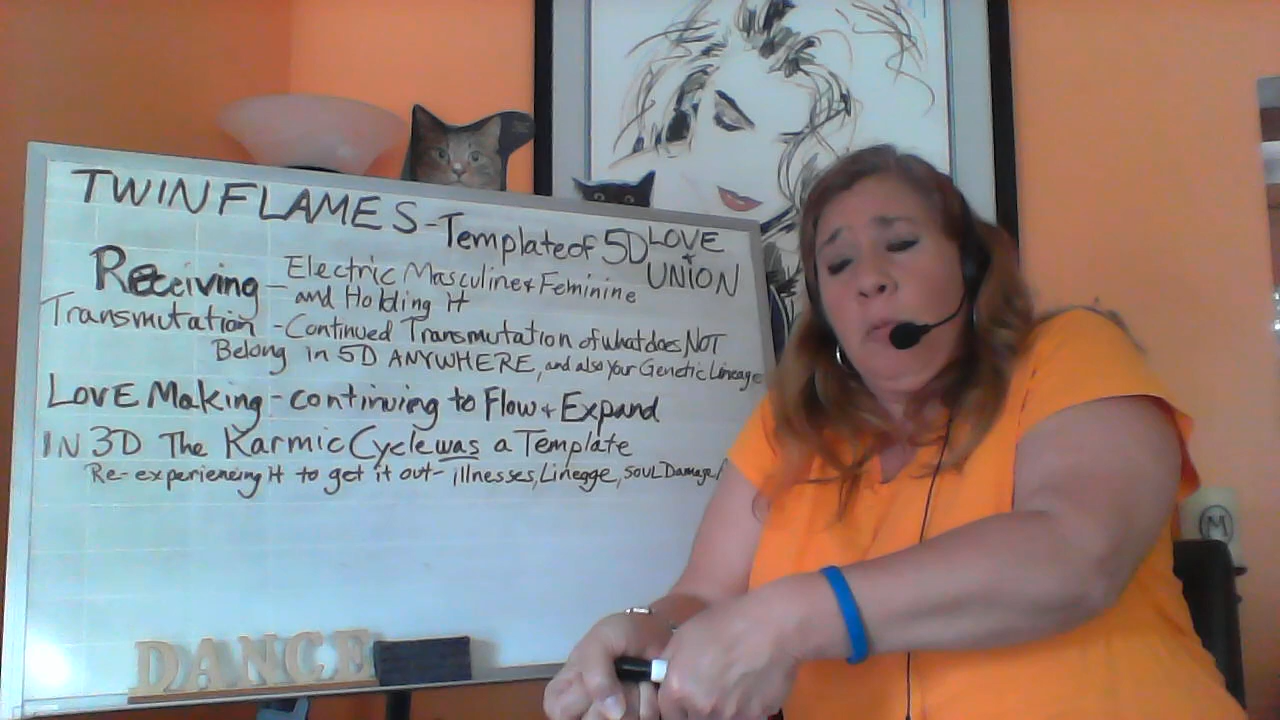 TWIN FLAMES - Template of 5D LOVE
+
UNION
Receiving - Electric Masculine & Feminine
- and Holding It
Transmutation - Continued Transmutation of what does NOT
Belong in 5D ANYWHERE, and also Your Genetic Lineage
LOVE Making - continuing to Flow + Expand
IN 3D The Karmic Cycle was a Template
Re-experiencing It to get it out - illnesses, Lineage, SOUL Damage/
DANCE
M